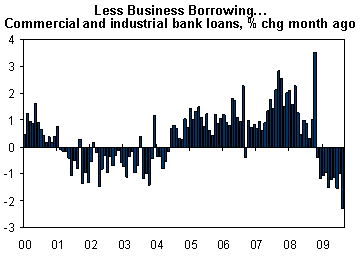 Less Business Borrowing…
Commercial and industrial bank loans, % chg month ago
4
3
2
1
0
-1
-2
-3
00 01 02 03 04 05 06 07 08 09